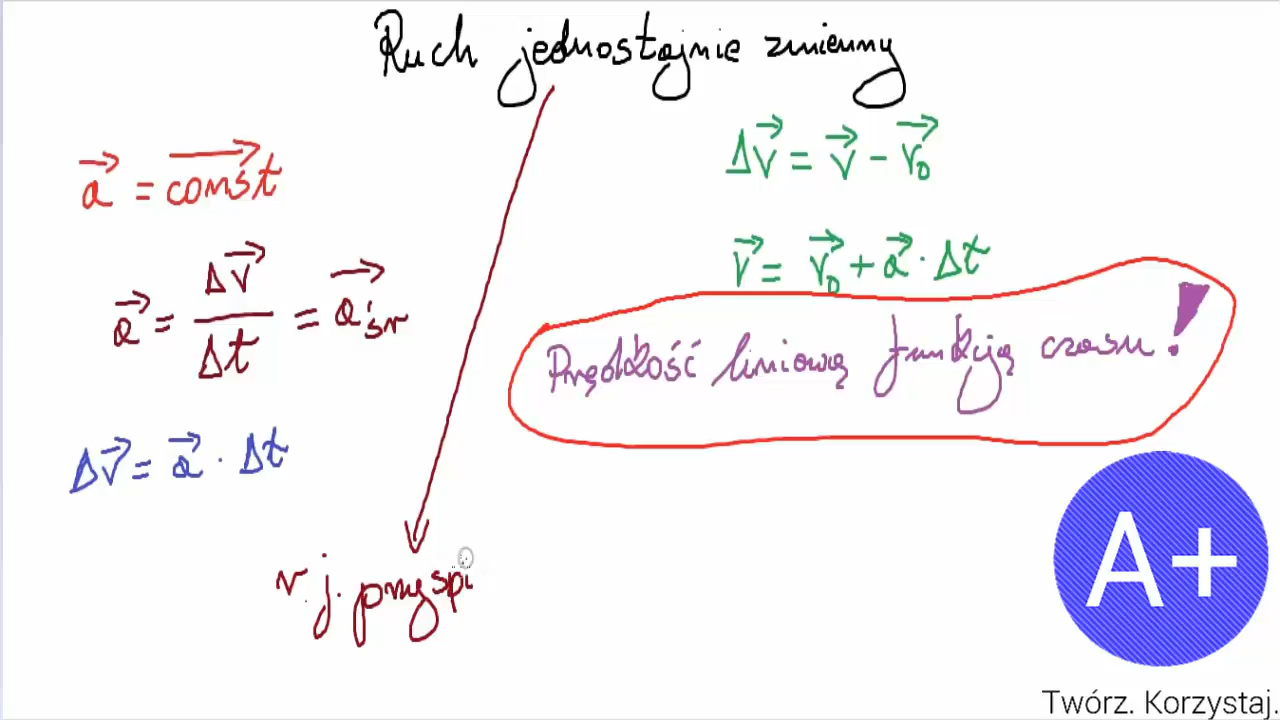 Ruch jednostajnie zmienny
a⃗ = const⃗
a⃗ = Δv⃗ / Δt = a⃗śr
Δv⃗ = a⃗ · Δt
Δv⃗ = v⃗ - v⃗₀
v⃗ = v⃗₀ + a⃗ · Δt
Prędkość liniową funkcją czasu!
r. j. przyspi
A+
Twórz. Korzystaj.